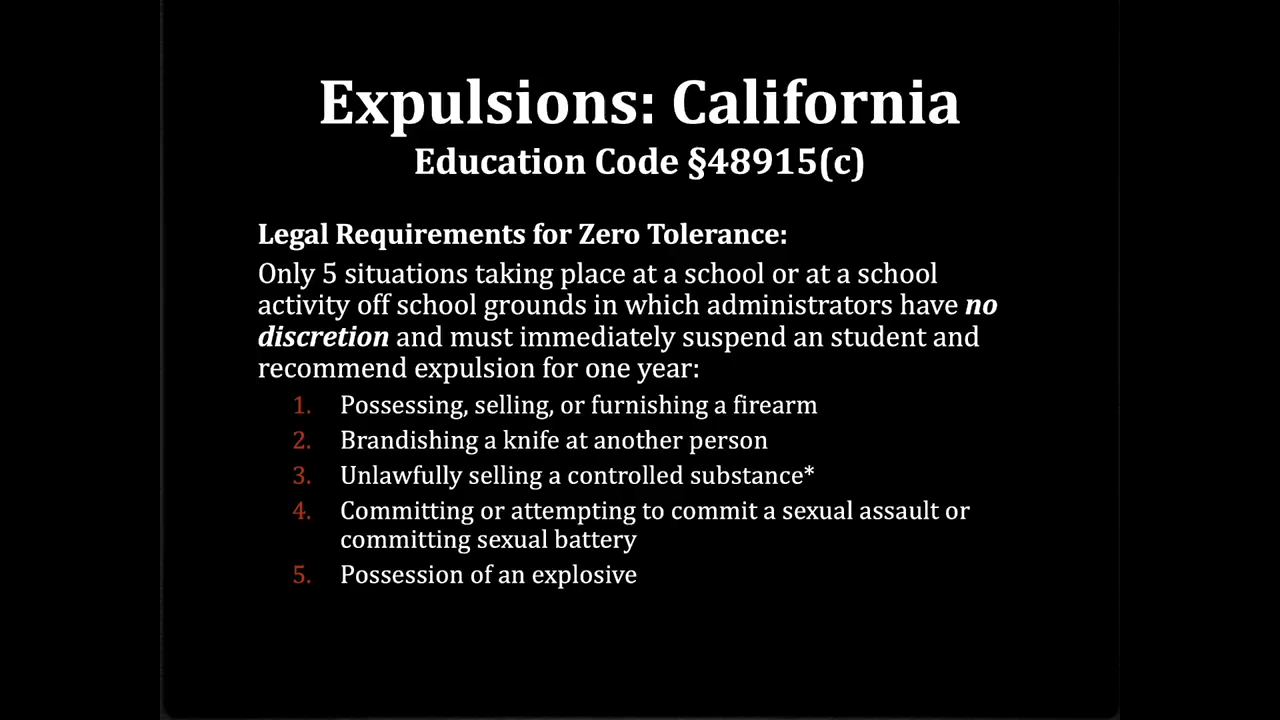 Expulsions: California
Education Code §48915(c)
Legal Requirements for Zero Tolerance:
Only 5 situations taking place at a school or at a school
activity off school grounds in which administrators have no
discretion and must immediately suspend an student and
recommend expulsion for one year:
1. Possessing, selling, or furnishing a firearm
2. Brandishing a knife at another person
3. Unlawfully selling a controlled substance*
4. Committing or attempting to commit a sexual assault or
committing sexual battery
5. Possession of an explosive